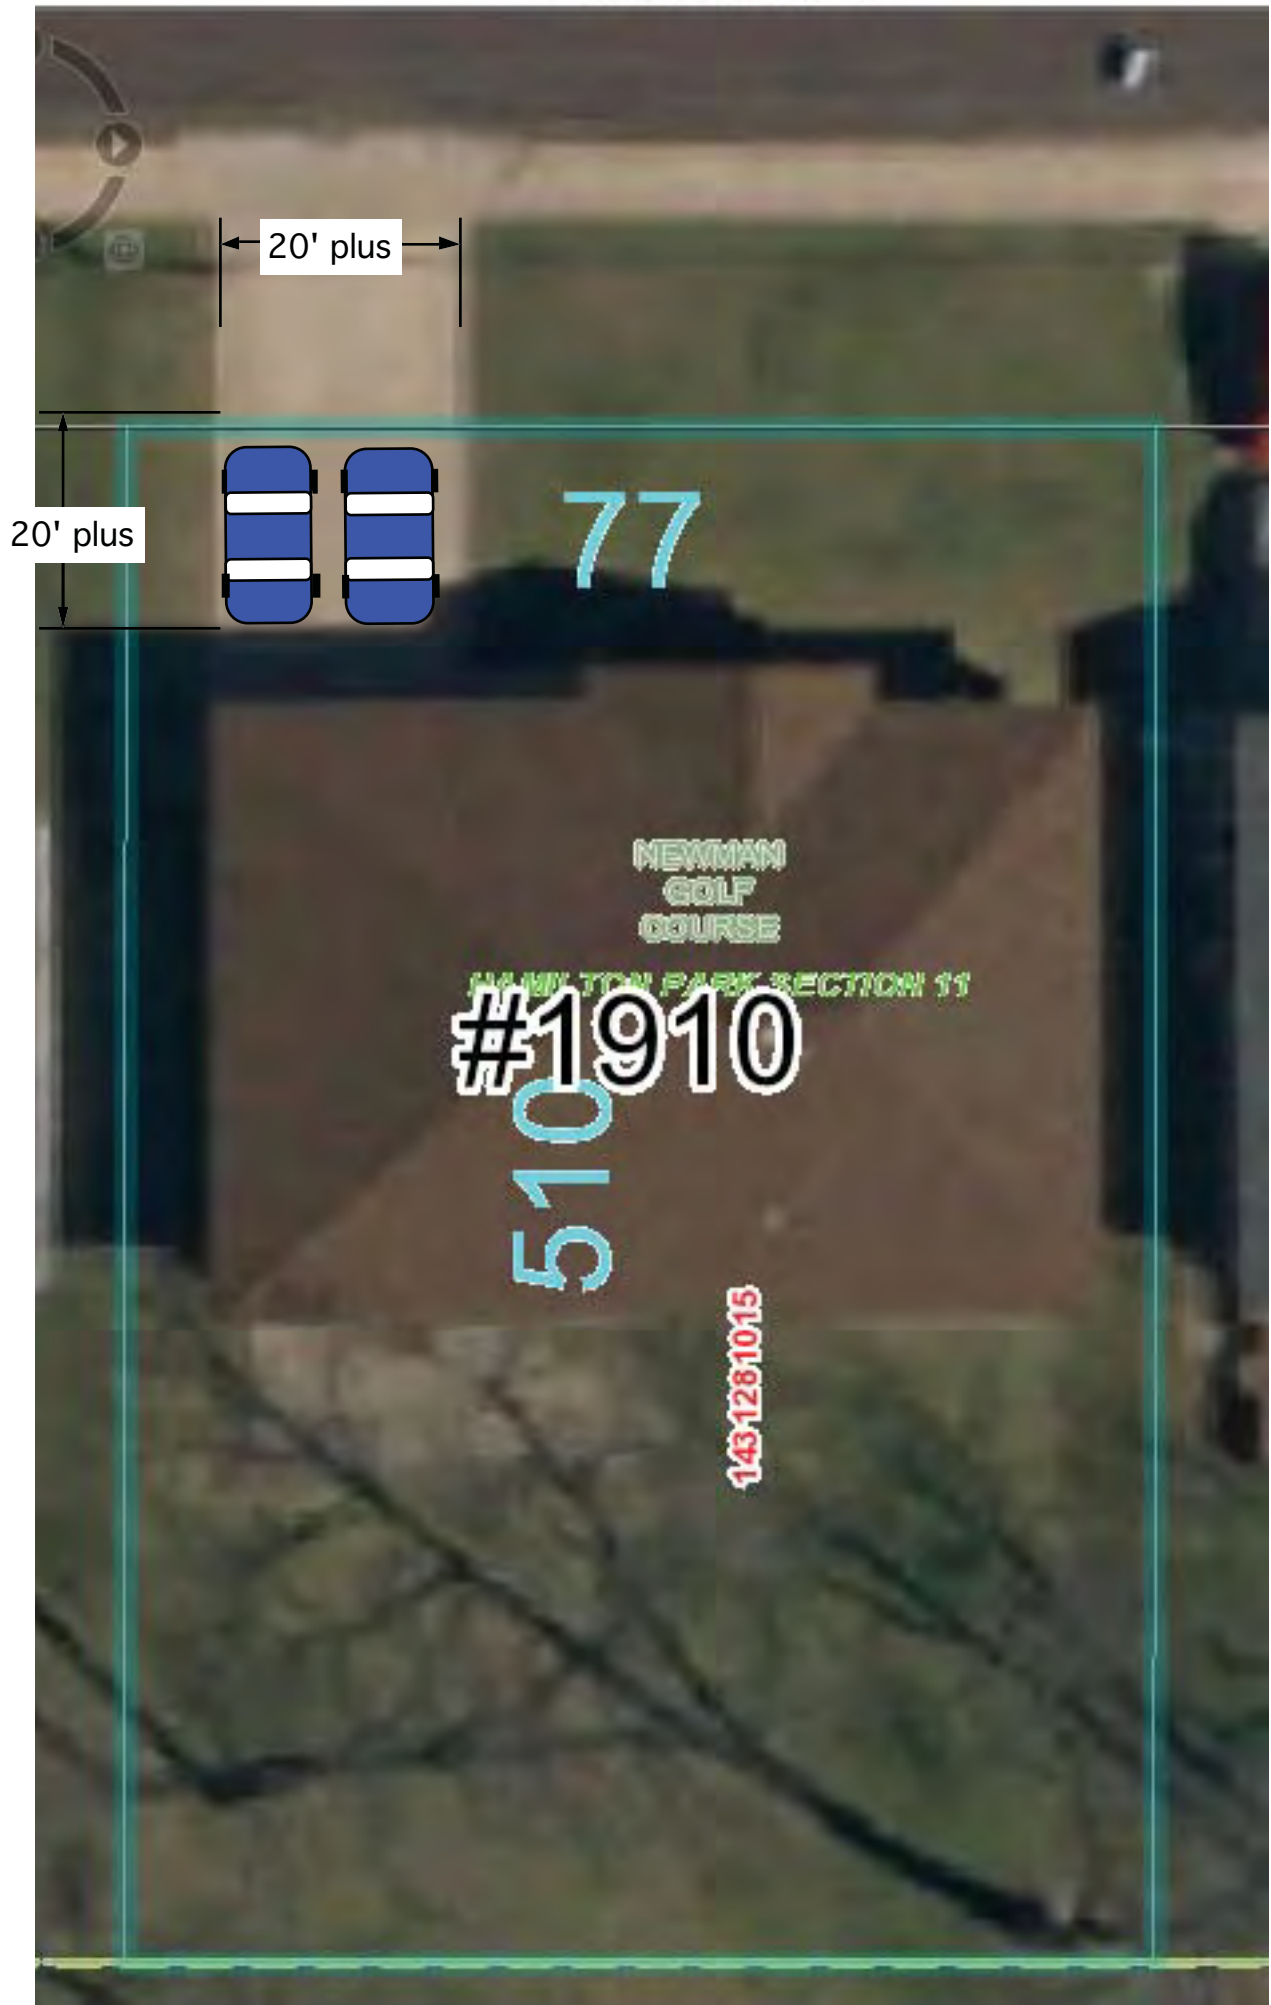 20' plus
77
20' plus
NEWMAN
GOLF
COURSE
HAMILTON PARK SECTION 11
#1910
510
1431281015